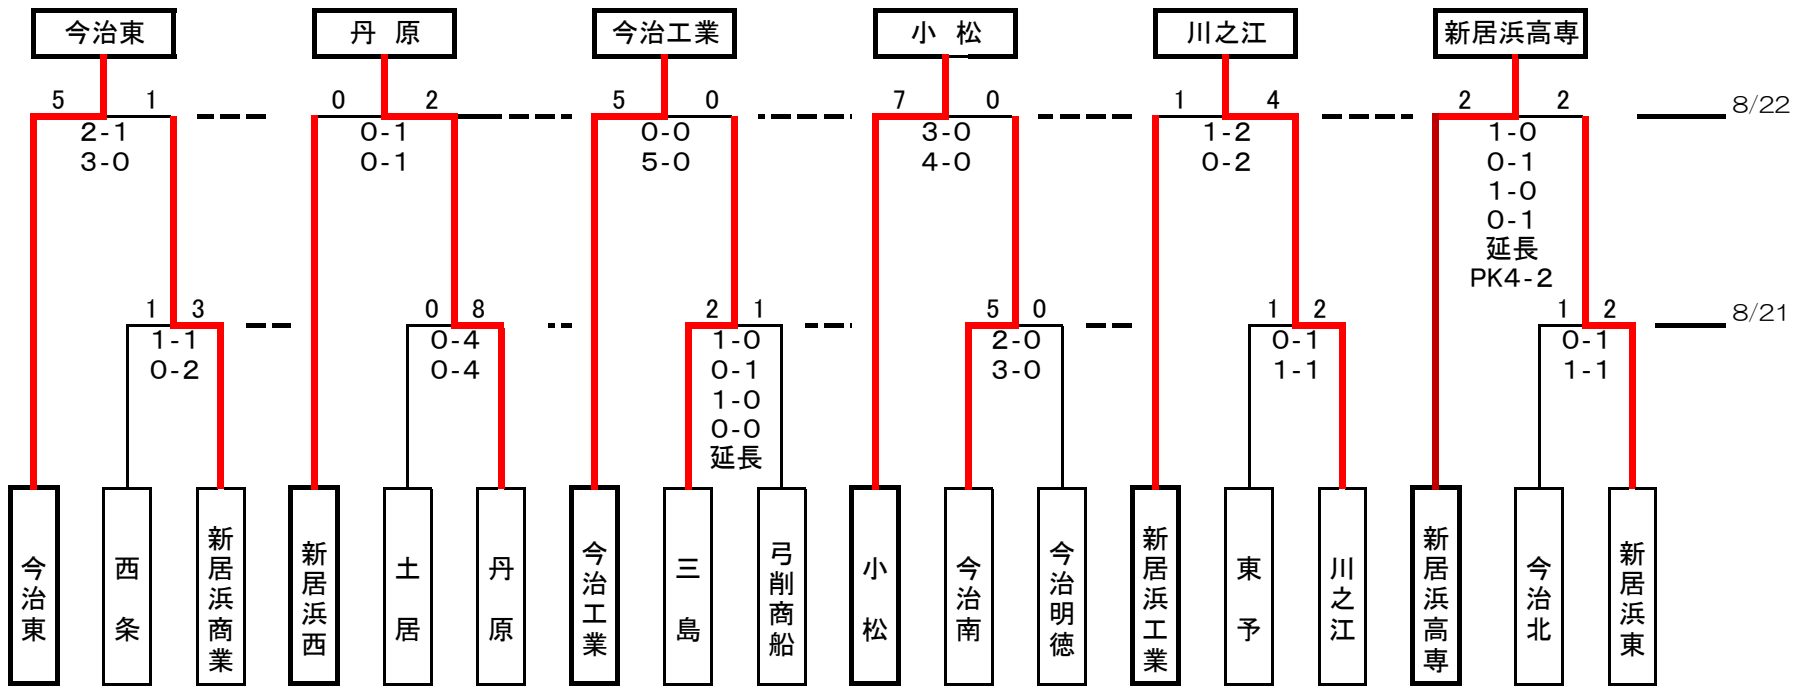 今治東
丹 原
今治工業
小 松
川之江
新居浜高専
5 1
0 2
5 0
7 0
1 4
2 2
8/22
2-1
3-0
0-1
0-1
0-0
5-0
3-0
4-0
1-2
0-2
1-0
0-1
1-0
0-1
延長
PK4-2
1 3
0 8
2 1
5 0
1 2
1 2
8/21
1-1
0-2
0-4
0-4
1-0
0-1
1-0
0-0
延長
2-0
3-0
0-1
1-1
0-1
1-1
今治東
西条
新居浜商業
新居浜西
土居
丹原
今治工業
三島
弓削商船
小松
今治南
今治明徳
新居浜工業
東予
川之江
新居浜高専
今治北
新居浜東